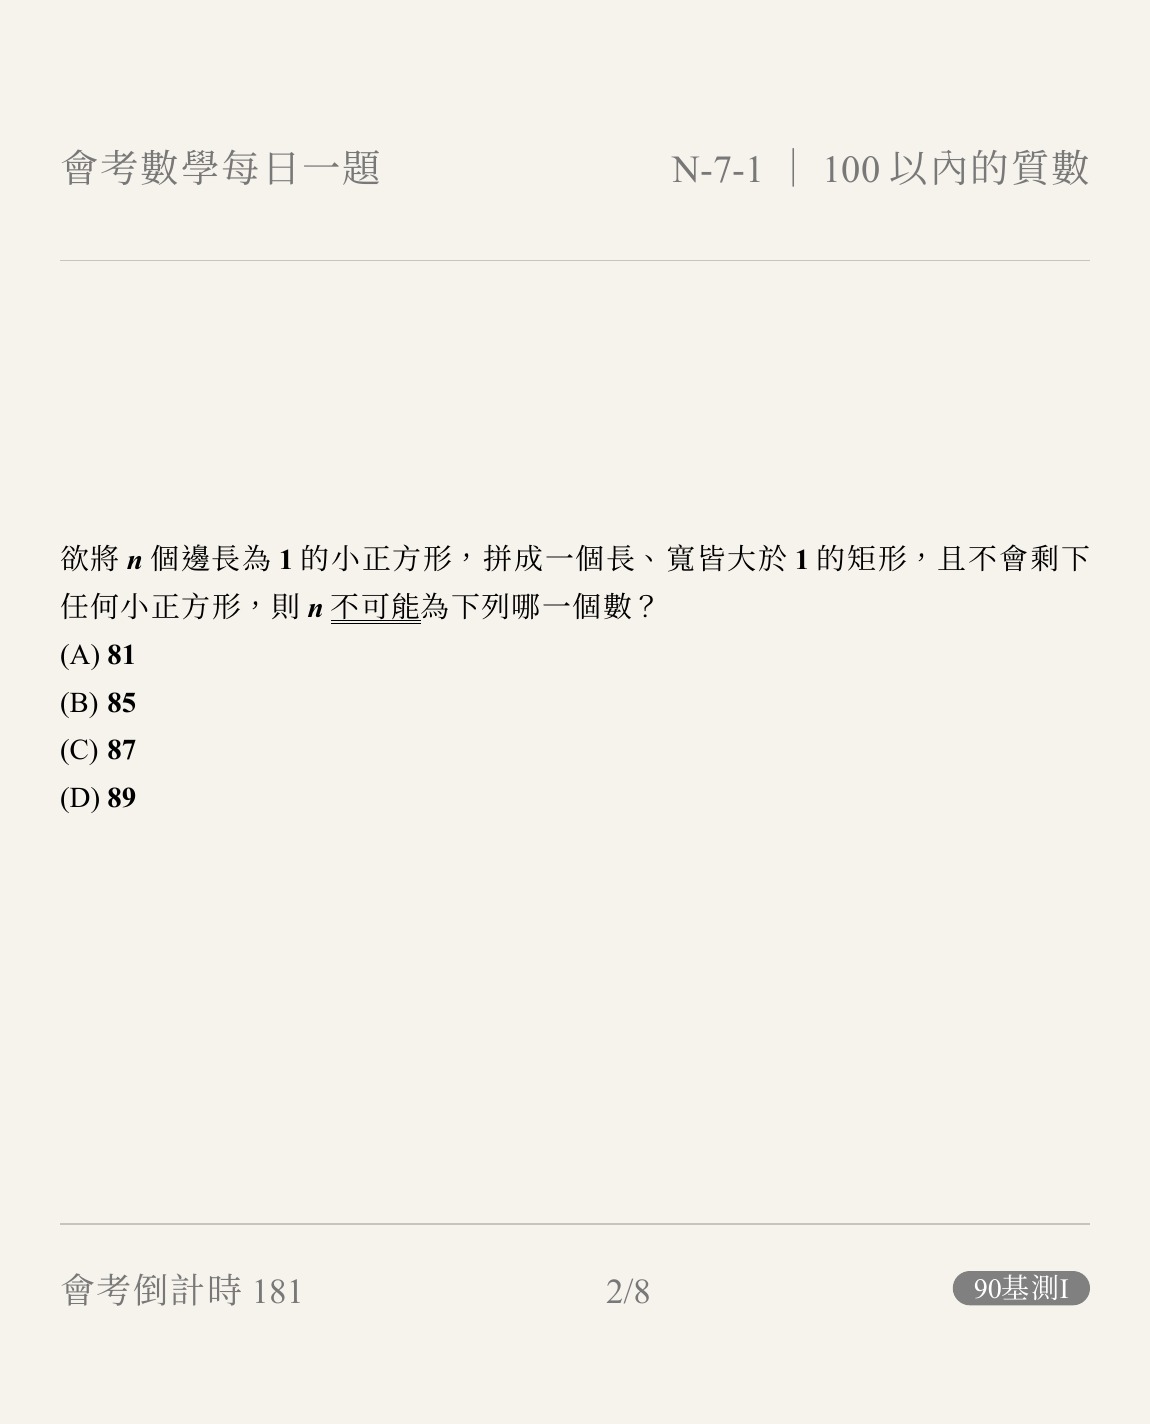 會考數學每日一題
N-7-1 │ 100 以內的質數
欲將 n 個邊長為 1 的小正方形，拼成一個長、寬皆大於 1 的矩形，且不會剩下
任何小正方形，則 n 不可能為下列哪一個數？
(A) 81
(B) 85
(C) 87
(D) 89
會考倒計時 181
2/8
90基測I